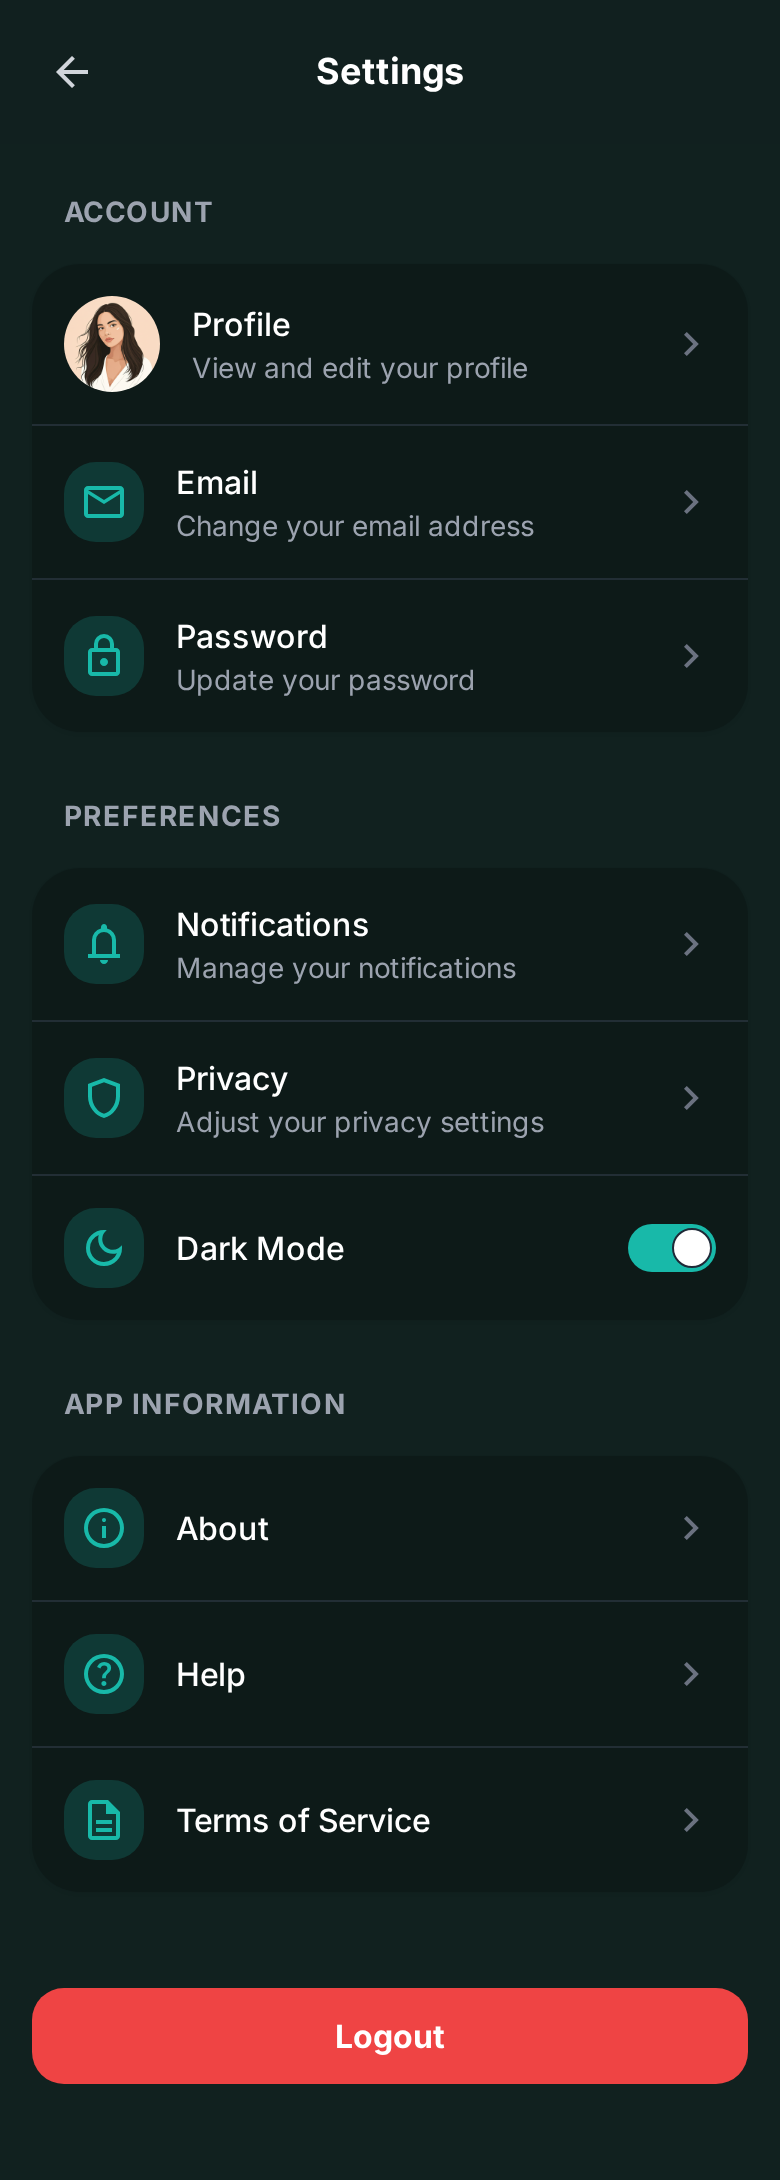 Settings
ACCOUNT
Profile
View and edit your profile
Email
Change your email address
Password
Update your password
PREFERENCES
Notifications
Manage your notifications
Privacy
Adjust your privacy settings
Dark Mode
APP INFORMATION
About
Help
Terms of Service
Logout